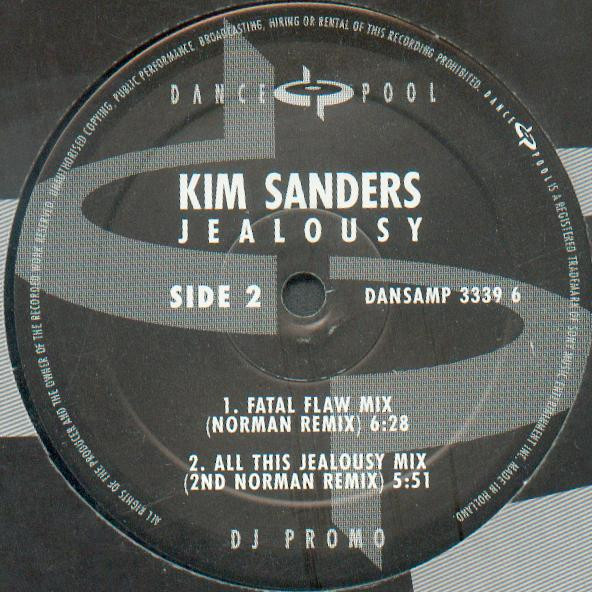 ALL RIGHTS OF THE PRODUCER AND THE OWNER OF THE RECORDED WORK RESERVED. UNAUTHORISED COPYING, PUBLIC PERFORMANCE, BROADCASTING, HIRING OR RENTAL OF THIS RECORDING PROHIBITED. DANCE POOL IS A REGISTERED TRADEMARK OF SONY MUSIC ENTERTAINMENT INC. MADE IN HOLLAND.
DANCE dp POOL
KIM SANDERS
JEALOUSY
SIDE 2 DANSAMP 3339 6
1. FATAL FLAW MIX
(NORMAN REMIX) 6:28
2. ALL THIS JEALOUSY MIX
(2ND NORMAN REMIX) 5:51
DJ PROMO